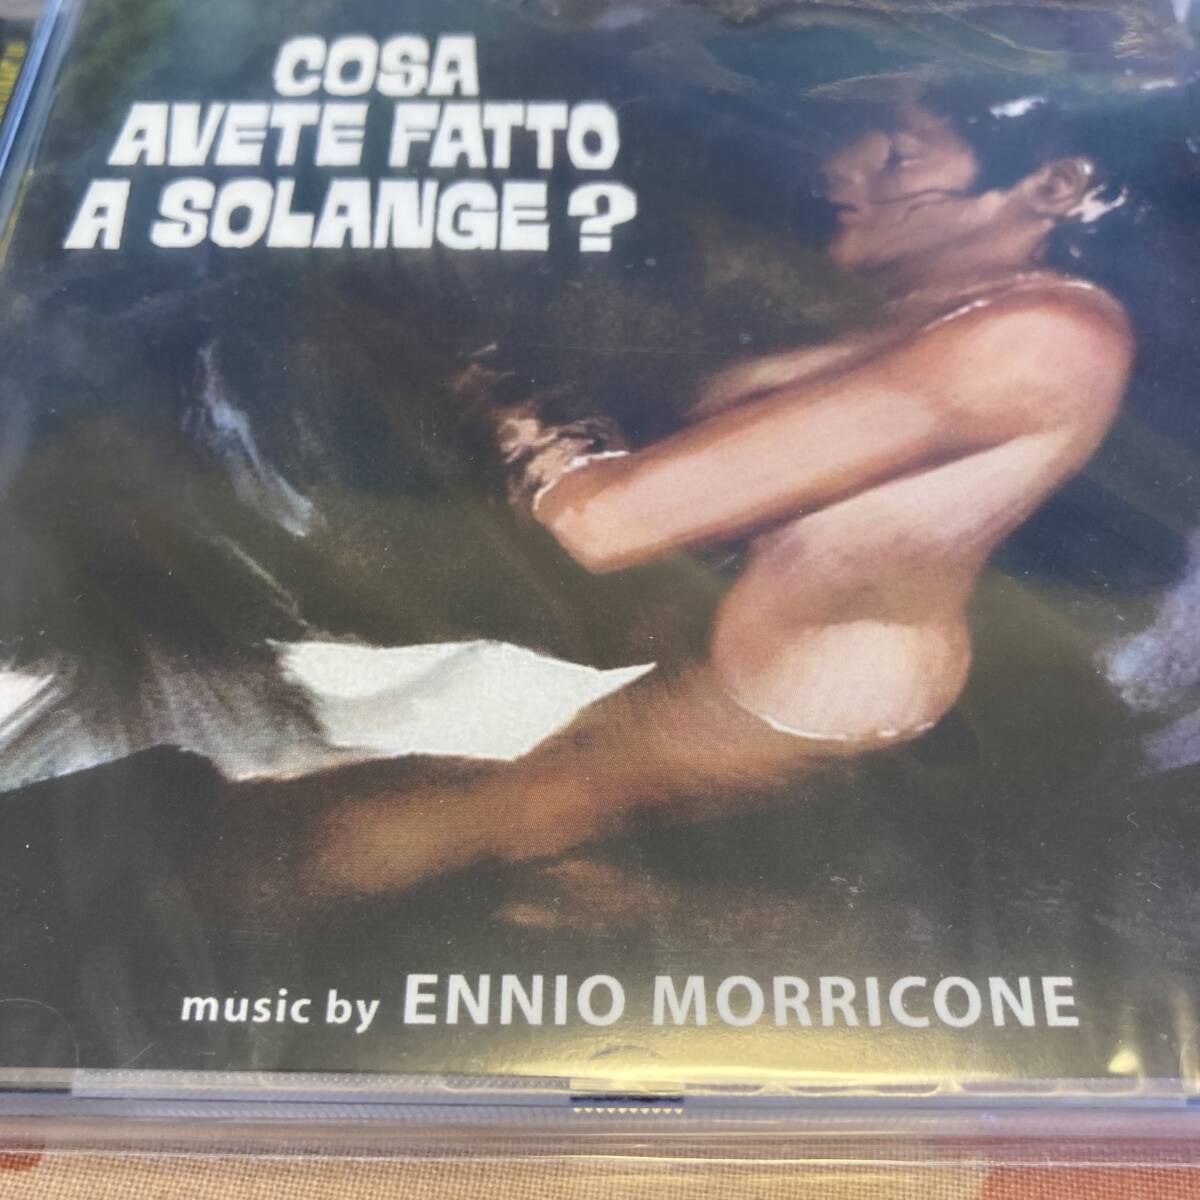 COSA
AVETE FATTO
A SOLANGE?
music by ENNIO MORRICONE